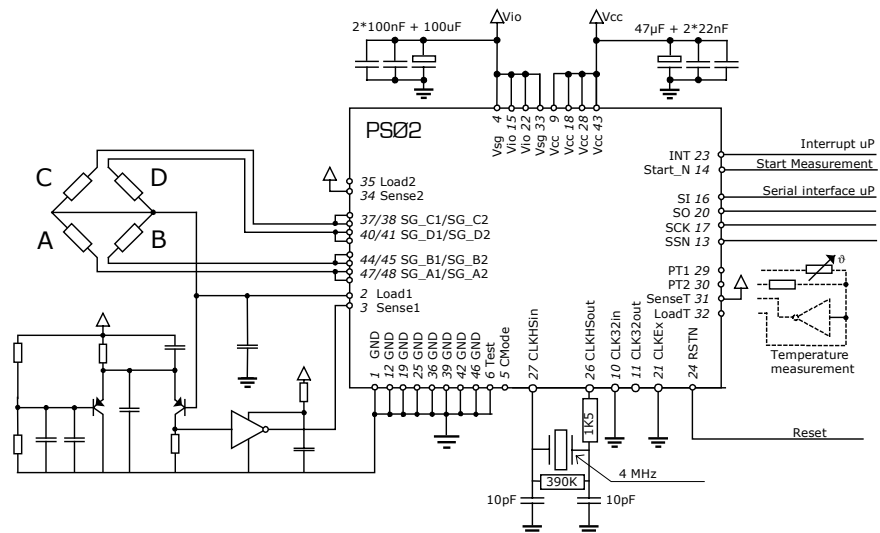 Vio
Vcc
2*100nF + 100uF
47µF + 2*22nF
PSØ2
Vsg 4
Vio 15
Vio 22
Vsg 33
Vcc 9
Vcc 18
Vcc 28
Vcc 43
C
D
A
B
35 Load2
34 Sense2
37/38 SG_C1/SG_C2
40/41 SG_D1/SG_D2
44/45 SG_B1/SG_B2
47/48 SG_A1/SG_A2
2 Load1
3 Sense1
INT 23
Interrupt uP
Start_N 14
Start Measurement
SI 16
Serial interface uP
SO 20
SCK 17
SSN 13
PT1 29
PT2 30
SenseT 31
LoadT 32
ϑ
Temperature
measurement
1 GND
12 GND
19 GND
25 GND
36 GND
39 GND
42 GND
46 GND
6 Test
5 CMode
27 CLKHSin
26 CLKHSout
10 CLK32in
11 CLK32out
21 CLKEx
24 RSTN
1K5
Reset
4 MHz
390K
10pF
10pF